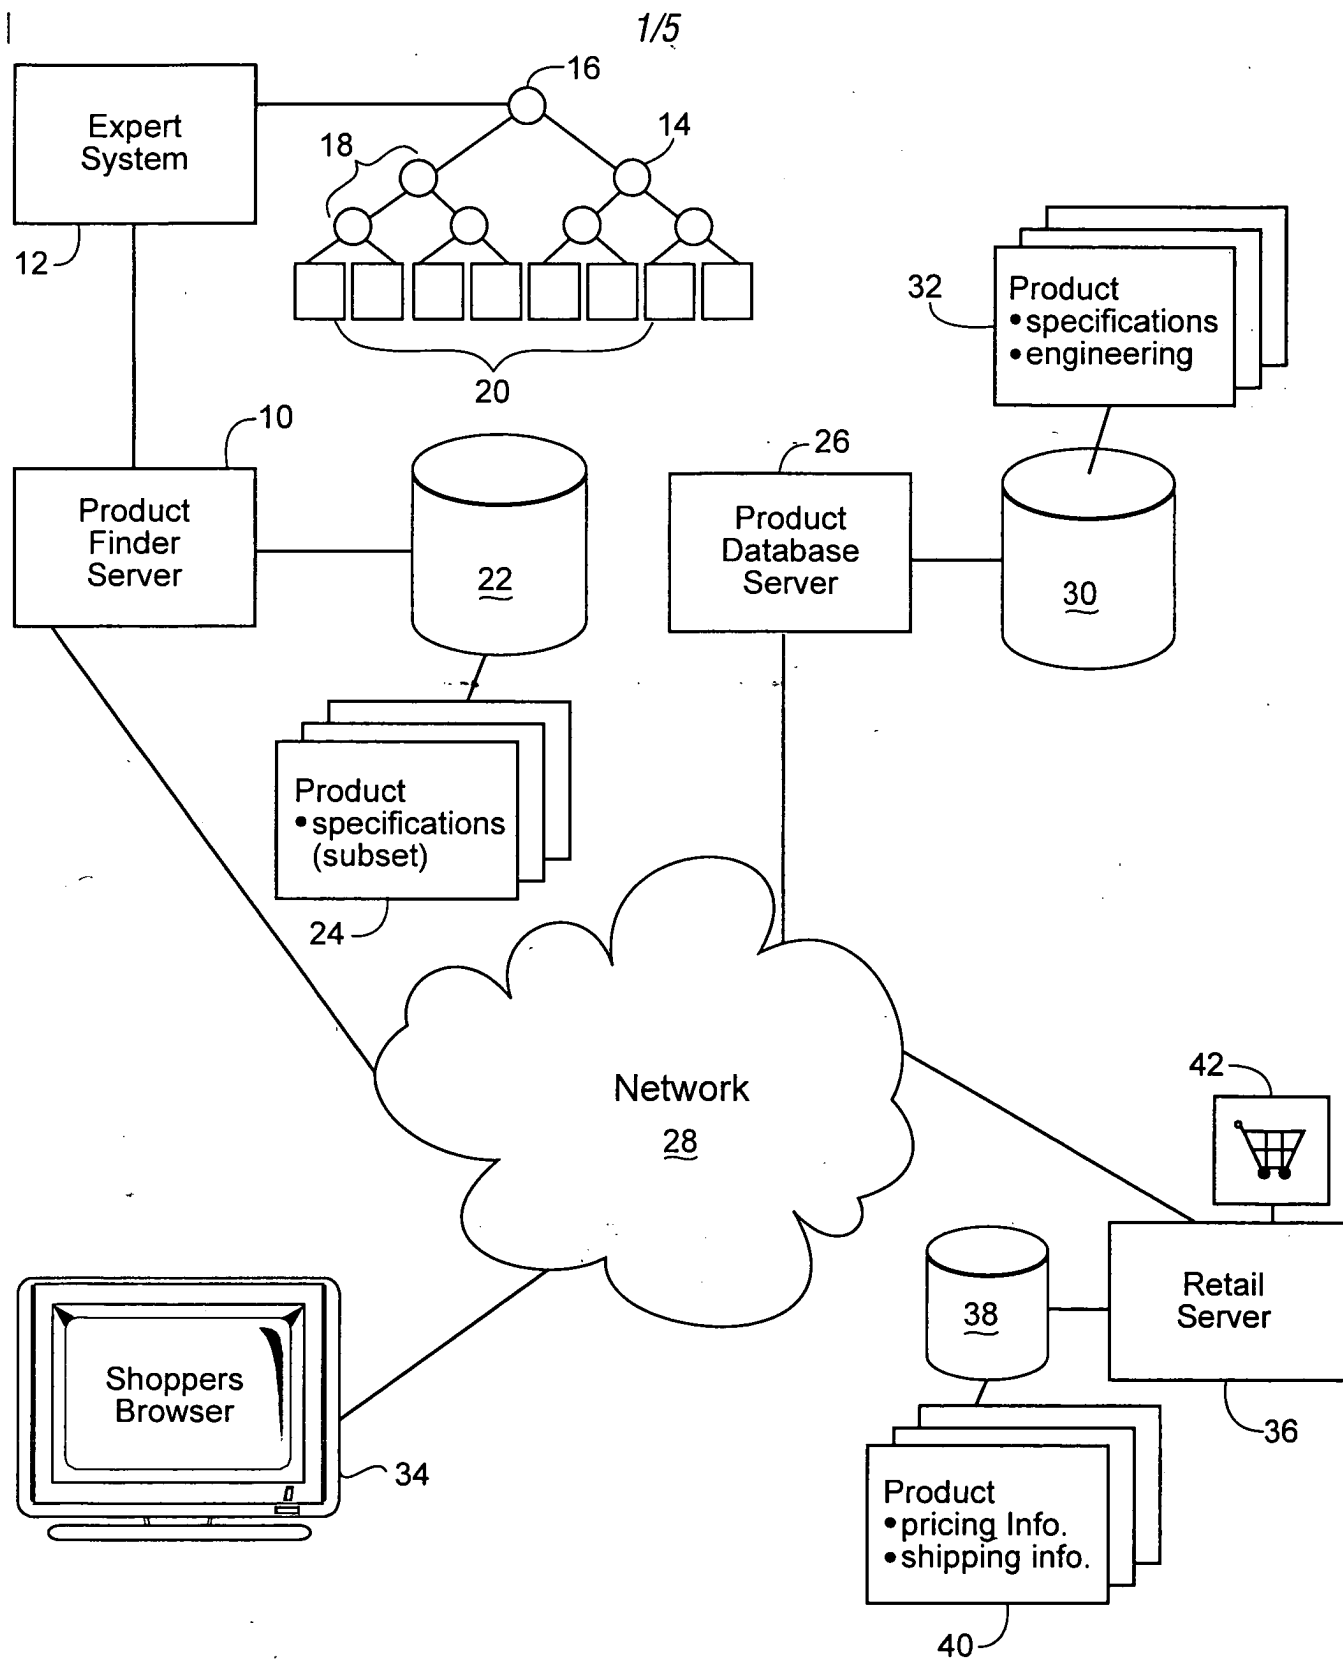 1/5
16
Expert
System
18
14
12
20
32
Product
• specifications
• engineering
10
Product
Finder
Server
22
26
Product
Database
Server
30
Product
• specifications
(subset)
24
Network
28
42
Retail
Server
38
36
Shoppers
Browser
34
Product
• pricing Info.
• shipping info.
40